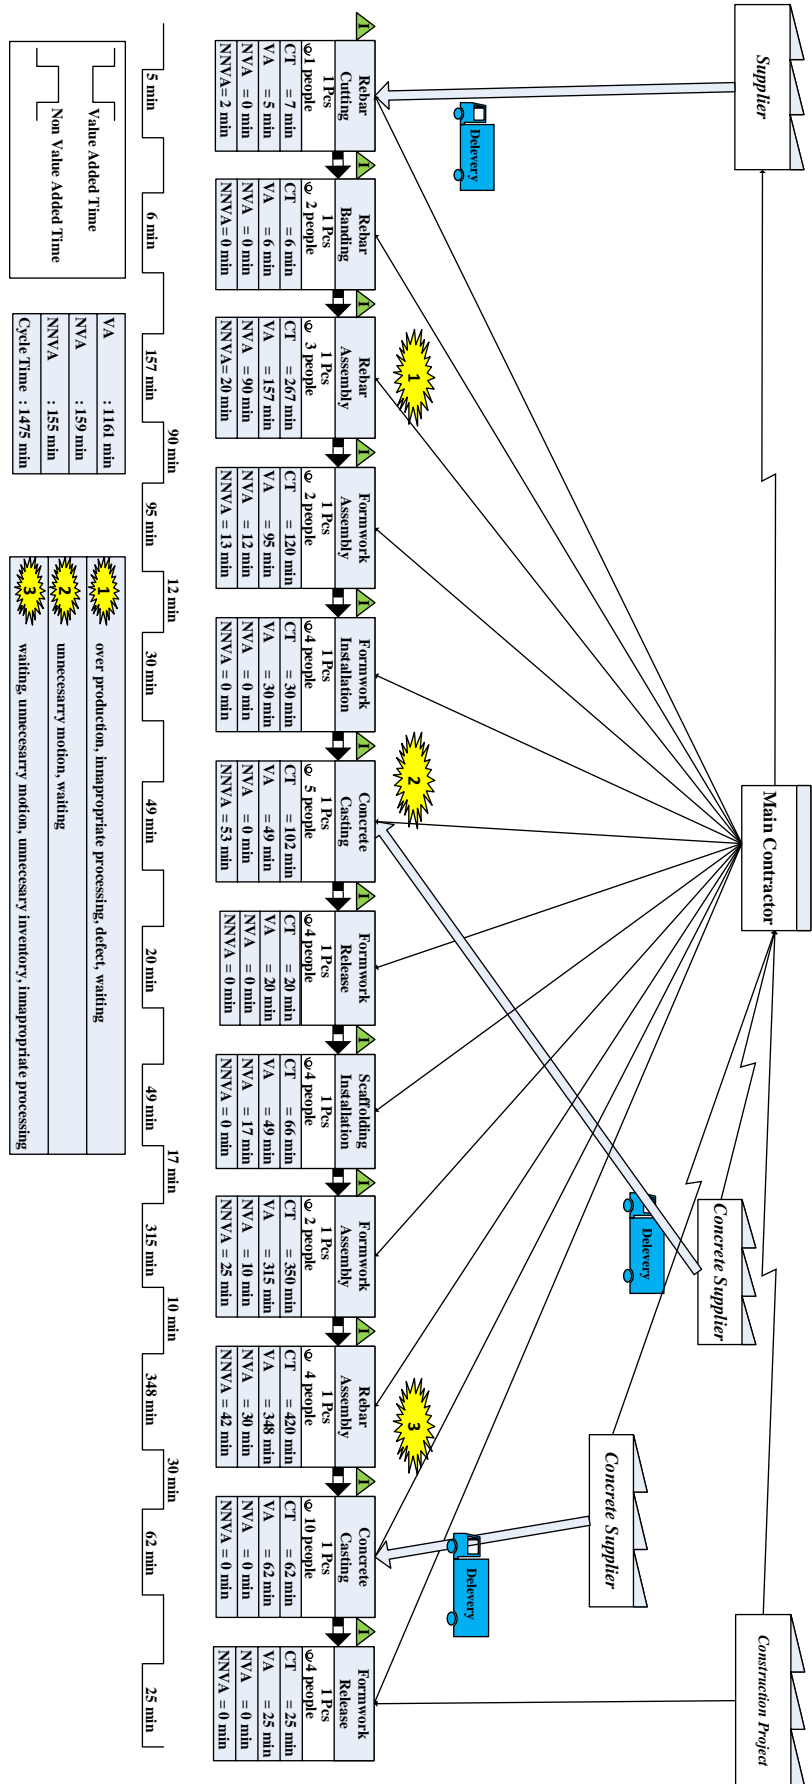 Supplier
Main Contractor
Concrete Supplier
Concrete Supplier
Construction Project
Delevery
Delevery
Delevery
1
2
3
I
Rebar
Cutting
1 Pcs
1 people
CT = 7 min
VA = 5 min
NVA = 0 min
NNVA= 2 min
I
Rebar
Banding
1 Pcs
2 people
CT = 6 min
VA = 6 min
NVA = 0 min
NNVA= 0 min
I
Rebar
Assembly
1 Pcs
3 people
CT = 267 min
VA = 157 min
NVA = 90 min
NNVA= 20 min
I
Formwork
Assembly
1 Pcs
2 people
CT = 120 min
VA = 95 min
NVA = 12 min
NNVA = 13 min
I
Formwork
Installation
1 Pcs
4 people
CT = 30 min
VA = 30 min
NVA = 0 min
NNVA = 0 min
I
Concrete
Casting
1 Pcs
5 people
CT = 102 min
VA = 49 min
NVA = 0 min
NNVA = 53 min
I
Formwork
Release
1 Pcs
4 people
CT = 20 min
VA = 20 min
NVA = 0 min
NNVA = 0 min
I
Scaffolding
Installation
1 Pcs
4 people
CT = 66 min
VA = 49 min
NVA = 17 min
NNVA = 0 min
I
Formwork
Assembly
1 Pcs
2 people
CT = 350 min
VA = 315 min
NVA = 10 min
NNVA = 25 min
I
Rebar
Assembly
1 Pcs
4 people
CT = 420 min
VA = 348 min
NVA = 30 min
NNVA = 42 min
I
Concrete
Casting
1 Pcs
10 people
CT = 62 min
VA = 62 min
NVA = 0 min
NNVA = 0 min
I
Formwork
Release
1 Pcs
4 people
CT = 25 min
VA = 25 min
NVA = 0 min
NNVA = 0 min
5 min
6 min
157 min
90 min
95 min
12 min
30 min
49 min
20 min
49 min
17 min
315 min
10 min
348 min
30 min
62 min
25 min
Value Added Time
Non Value Added Time
VA : 1161 min
NVA : 159 min
NNVA : 155 min
Cycle Time : 1475 min
1 over production, innapropriate processing, defect, waiting
2 unnecesarry motion, waiting
3 waiting, unnecesarry motion, unnecesary inventory, innapropriate processing